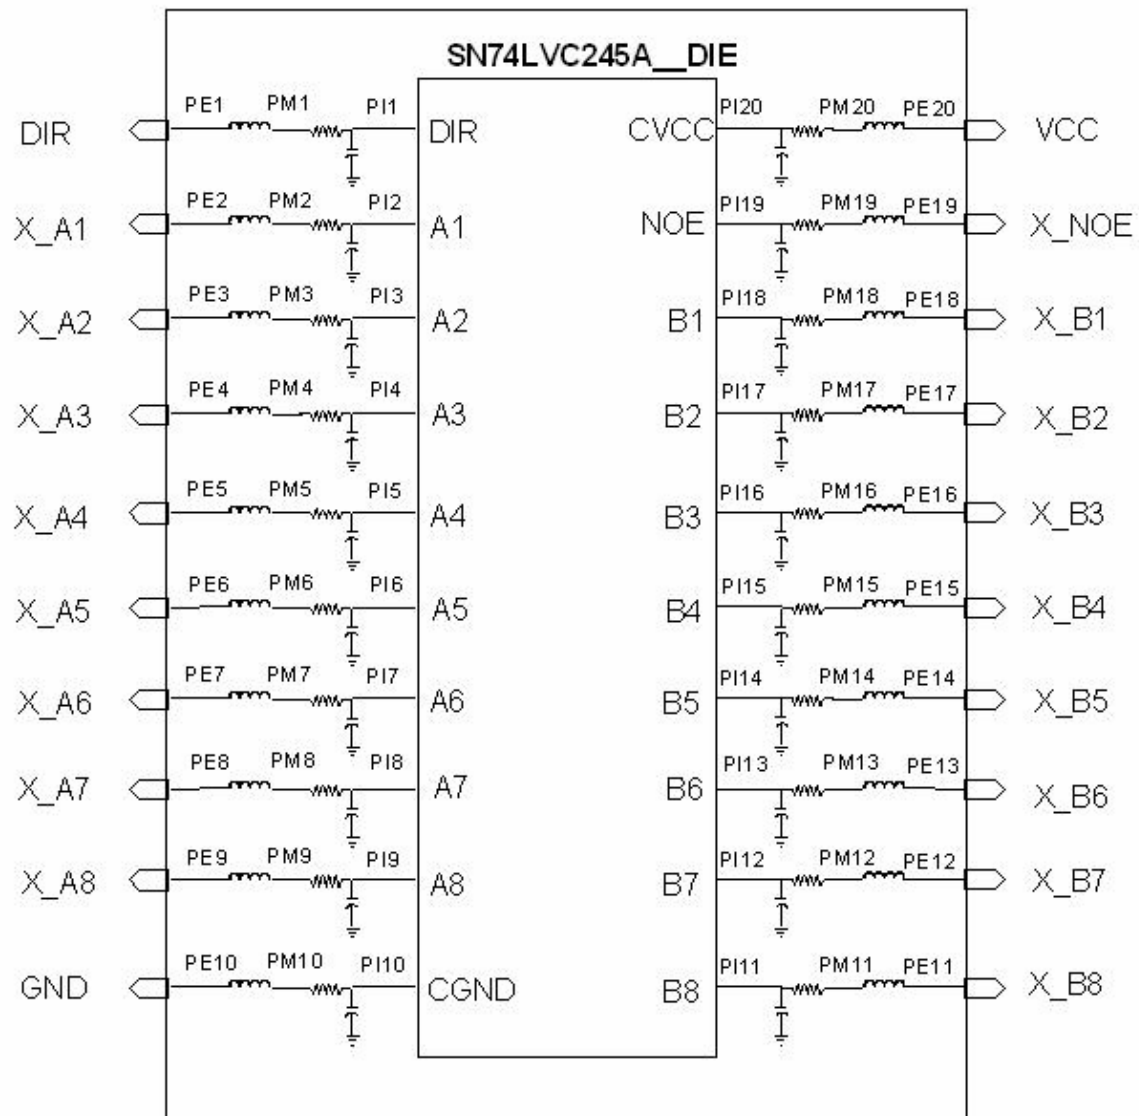 SN74LVC245A__DIE
PE1 PM1 PI1 PI20 PM20 PE20
DIR DIR CVCC VCC
PE2 PM2 PI2 PI19 PM19 PE19
X_A1 A1 NOE X_NOE
PE3 PM3 PI3 PI18 PM18 PE18
X_A2 A2 B1 X_B1
PE4 PM4 PI4 PI17 PM17 PE17
X_A3 A3 B2 X_B2
PE5 PM5 PI5 PI16 PM16 PE16
X_A4 A4 B3 X_B3
PE6 PM6 PI6 PI15 PM15 PE15
X_A5 A5 B4 X_B4
PE7 PM7 PI7 PI14 PM14 PE14
X_A6 A6 B5 X_B5
PE8 PM8 PI8 PI13 PM13 PE13
X_A7 A7 B6 X_B6
PE9 PM9 PI9 PI12 PM12 PE12
X_A8 A8 B7 X_B7
PE10 PM10 PI10 PI11 PM11 PE11
GND CGND B8 X_B8